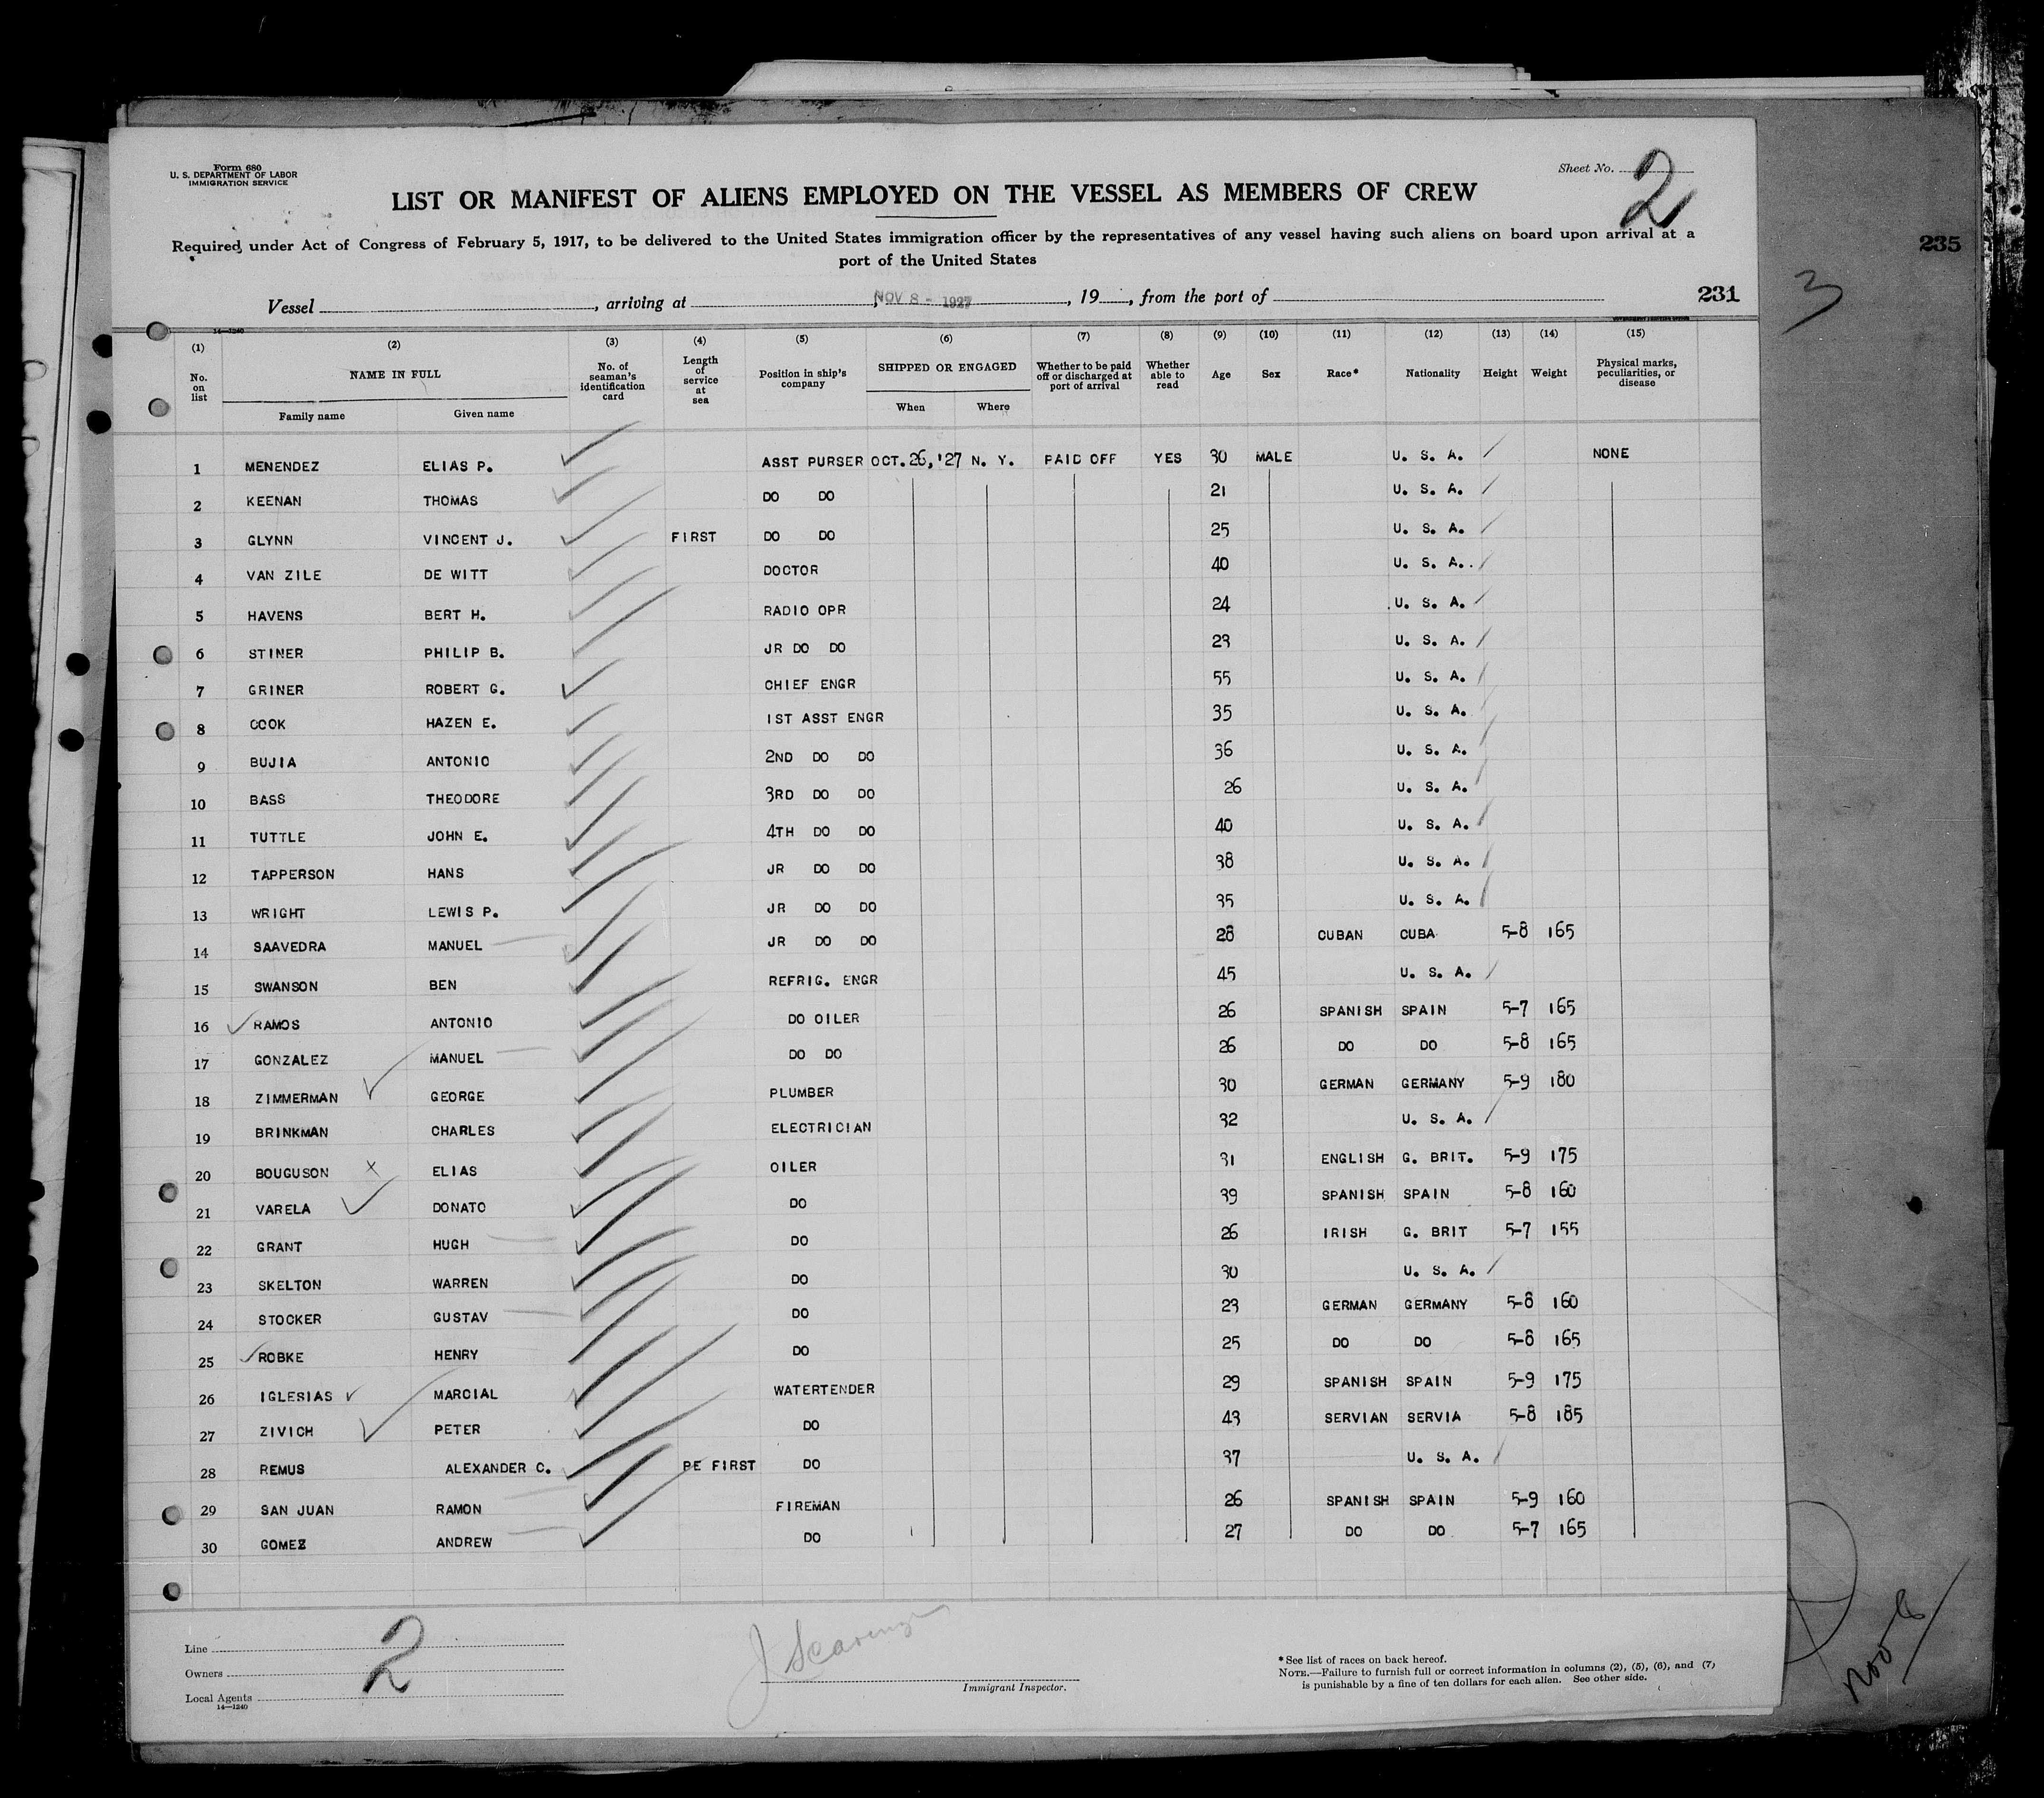 Form 680
U. S. DEPARTMENT OF LABOR
IMMIGRATION SERVICE
Sheet No. 2
LIST OR MANIFEST OF ALIENS EMPLOYED ON THE VESSEL AS MEMBERS OF CREW
Required under Act of Congress of February 5, 1917, to be delivered to the United States immigration officer by the representatives of any vessel having such aliens on board upon arrival at a
port of the United States
235
3
Vessel , arriving at , NOV 8 - 1927 , 19 , from the port of
231
14—1240
(1) (2) (3) (4) (5) (6) (7) (8) (9) (10) (11) (12) (13) (14) (15)
No. on list NAME IN FULL Family name Given name No. of seaman's identification card Length of service at sea Position in ship's company SHIPPED OR ENGAGED When Where Whether to be paid off or discharged at port of arrival Whether able to read Age Sex Race* Nationality Height Weight Physical marks, peculiarities, or disease
1 MENENDEZ ELIAS P. ASST PURSER OCT. 26, '27 N. Y. PAID OFF YES 30 MALE U. S. A. NONE
2 KEENAN THOMAS DO DO 21 U. S. A.
3 GLYNN VINCENT J. FIRST DO DO 25 U. S. A.
4 VAN ZILE DE WITT DOCTOR 40 U. S. A..
5 HAVENS BERT H. RADIO OPR 24 U. S. A.
6 STINER PHILIP B. JR DO DO 23 U. S. A.
7 GRINER ROBERT G. CHIEF ENGR 55 U. S. A.
8 COOK HAZEN E. 1ST ASST ENGR 35 U. S. A.
9 BUJIA ANTONIO 2ND DO DO 36 U. S. A.
10 BASS THEODORE 3RD DO DO 26 U. S. A.
11 TUTTLE JOHN E. 4TH DO DO 40 U. S. A.
12 TAPPERSON HANS JR DO DO 38 U. S. A.
13 WRIGHT LEWIS P. JR DO DO 35 U. S. A.
14 SAAVEDRA MANUEL JR DO DO 28 CUBAN CUBA 5-8 165
15 SWANSON BEN REFRIG. ENGR 45 U. S. A.
16 RAMOS ANTONIO DO OILER 26 SPANISH SPAIN 5-7 165
17 GONZALEZ MANUEL DO DO 26 DO DO 5-8 165
18 ZIMMERMAN GEORGE PLUMBER 30 GERMAN GERMANY 5-9 180
19 BRINKMAN CHARLES ELECTRICIAN 32 U. S. A.
20 BOUGUSON ELIAS OILER 31 ENGLISH G. BRIT. 5-9 175
21 VARELA DONATO DO 39 SPANISH SPAIN 5-8 160
22 GRANT HUGH DO 26 IRISH G. BRIT 5-7 155
23 SKELTON WARREN DO 30 U. S. A.
24 STOCKER GUSTAV DO 23 GERMAN GERMANY 5-8 160
25 ROBKE HENRY DO 25 DO DO 5-8 165
26 IGLESIAS MARCIAL WATERTENDER 29 SPANISH SPAIN 5-9 175
27 ZIVICH PETER DO 43 SERVIAN SERVIA 5-8 185
28 REMUS ALEXANDER C. RE FIRST DO 37 U. S. A.
29 SAN JUAN RAMON FIREMAN 26 SPANISH SPAIN 5-9 160
30 GOMEZ ANDREW DO 27 DO DO 5-7 165
Line
Owners
Local Agents
14—1240
2
Immigrant Inspector.
* See list of races on back hereof.
NOTE.—Failure to furnish full or correct information in columns (2), (5), (6), and (7)
is punishable by a fine of ten dollars for each alien. See other side.